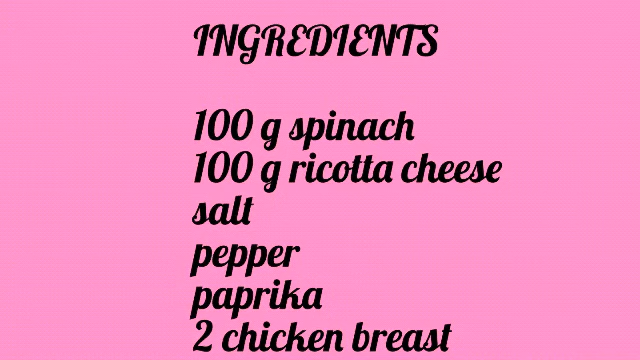 INGREDIENTS
100 g spinach
100 g ricotta cheese
salt
pepper
paprika
2 chicken breast